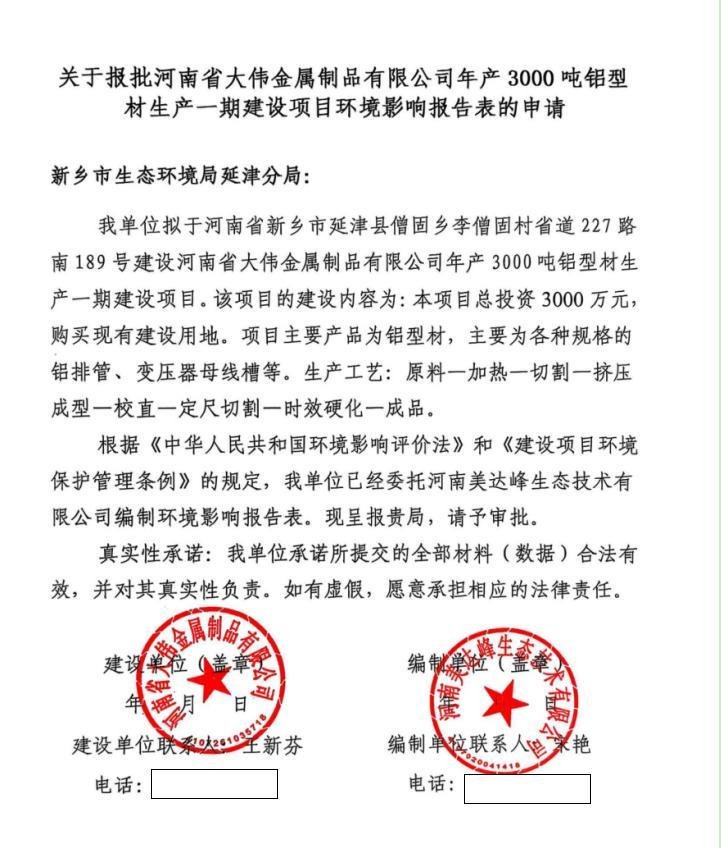 关于报批河南省大伟金属制品有限公司年产 3000 吨铝型
材生产一期建设项目环境影响报告表的申请
新乡市生态环境局延津分局：
我单位拟于河南省新乡市延津县僧固乡李僧固村省道 227 路
南 189 号建设河南省大伟金属制品有限公司年产 3000 吨铝型材生
产一期建设项目。该项目的建设内容为：本项目总投资 3000 万元，
购买现有建设用地。项目主要产品为铝型材，主要为各种规格的
铝排管、变压器母线槽等。生产工艺：原料—加热—切割—挤压
成型—校直—定尺切割—时效硬化—成品。
根据《中华人民共和国环境影响评价法》和《建设项目环境
保护管理条例》的规定，我单位已经委托河南美达峰生态技术有
限公司编制环境影响报告表。现呈报贵局，请予审批。
真实性承诺：我单位承诺所提交的全部材料（数据）合法有
效，并对其真实性负责。如有虚假，愿意承担相应的法律责任。
河南省大伟金属制品有限公司
河南美达峰生态技术有限公司
建设单位（盖章） 编制单位（盖章）
年 月 日 年 日
建设单位联系人：王新芬 编制单位联系人：宋艳
电话： 电话：